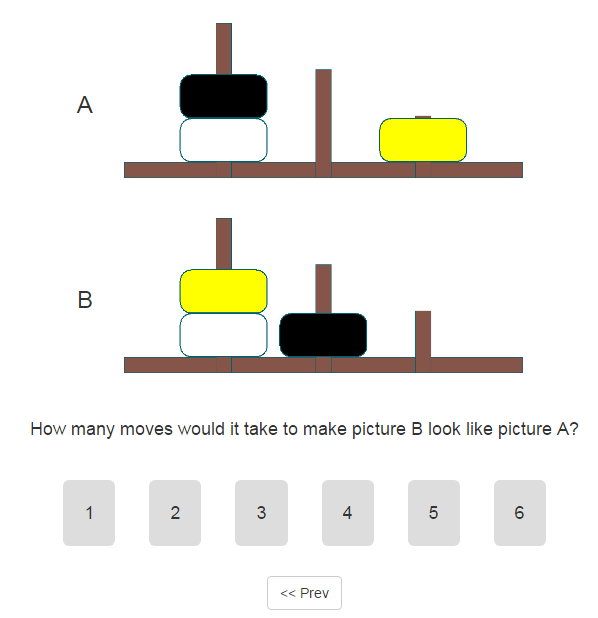 A
B
How many moves would it take to make picture B look like picture A?
1 2 3 4 5 6
<< Prev